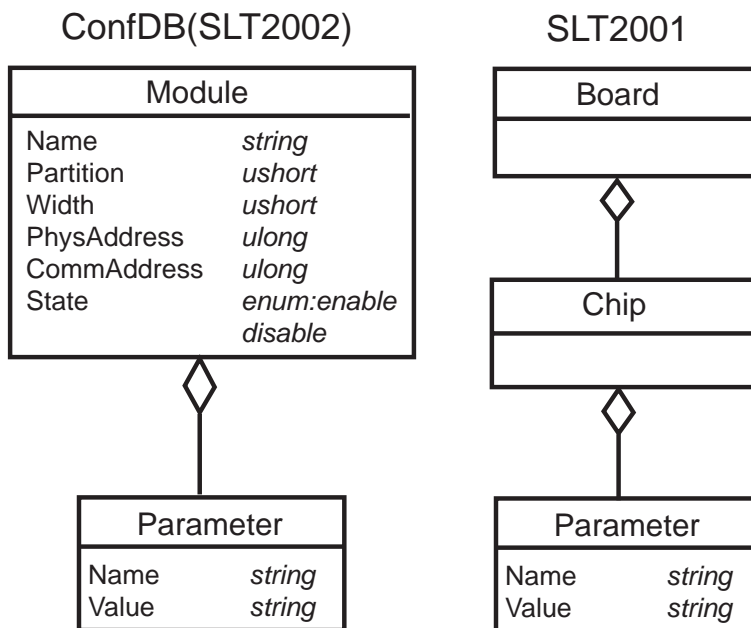 ConfDB(SLT2002)
Module
Name string
Partition ushort
Width ushort
PhysAddress ulong
CommAddress ulong
State enum:enable
disable
Parameter
Name string
Value string
SLT2001
Board
Chip
Parameter
Name string
Value string